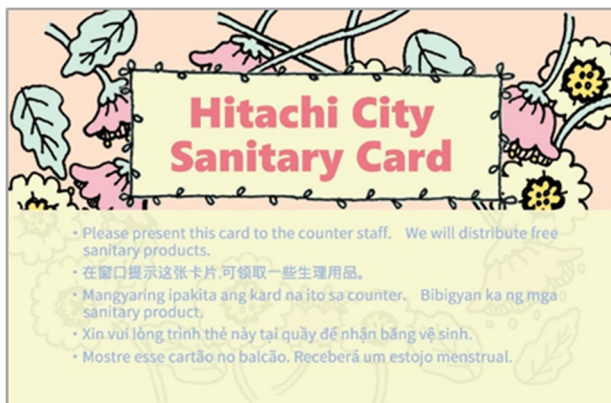 Hitachi City
Sanitary Card
・Please present this card to the counter staff.　We will distribute free
sanitary products.
・在窗口提示这张卡片,可领取一些生理用品。
・Mangyaring ipakita ang kard na ito sa counter.　Bibigyan ka ng mga
sanitary product.
・Xin vui lòng trình thẻ này tại quầy để nhận băng vệ sinh.
・Mostre esse cartão no balcão. Receberá um estojo menstrual.